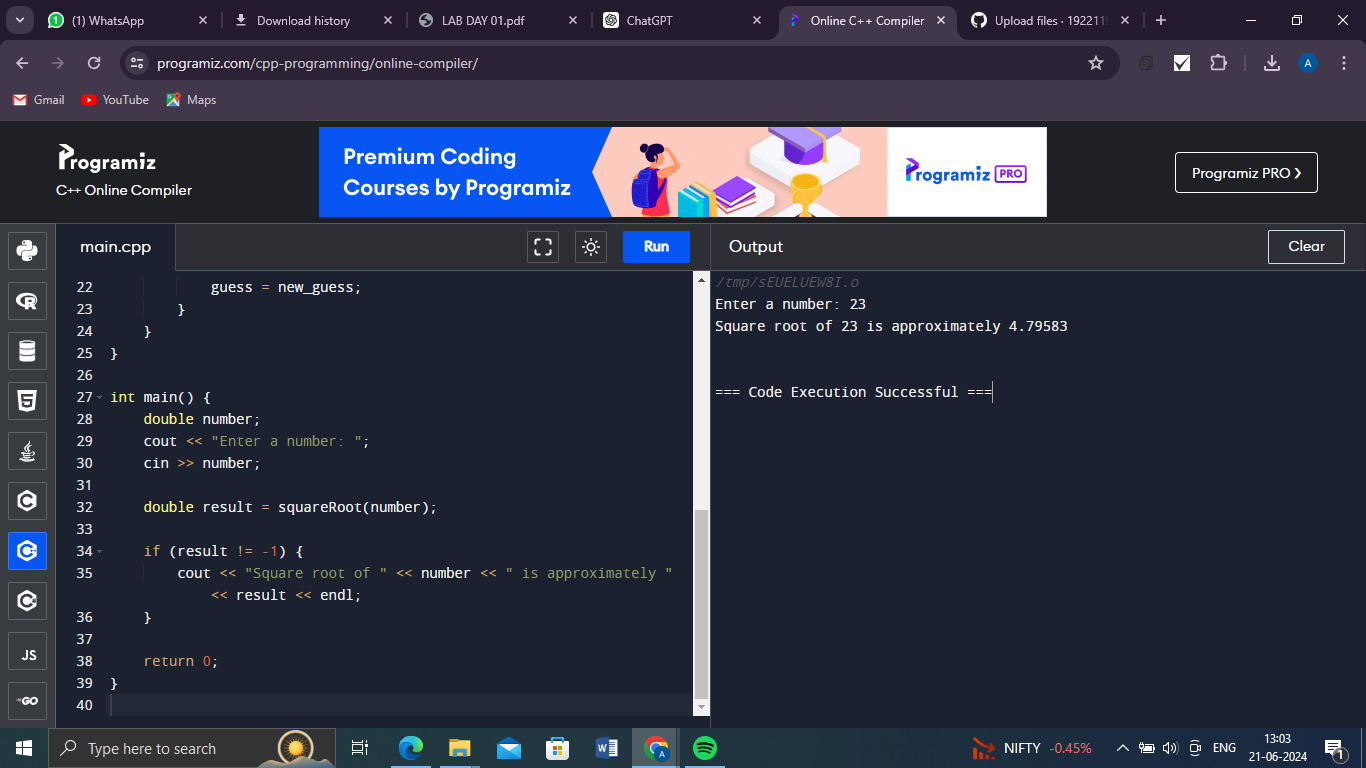 (1) WhatsApp
Download history
LAB DAY 01.pdf
ChatGPT
Online C++ Compiler
Upload files · 192211
programiz.com/cpp-programming/online-compiler/
A
Gmail
YouTube
Maps
Programiz
C++ Online Compiler
Premium Coding
Courses by Programiz
Programiz PRO
Programiz PRO ❯
main.cpp
Run
Output
Clear
22 guess = new_guess;
23 }
24 }
25 }
26
27 int main() {
28 double number;
29 cout << "Enter a number: ";
30 cin >> number;
31
32 double result = squareRoot(number);
33
34 if (result != -1) {
35 cout << "Square root of " << number << " is approximately "
<< result << endl;
36 }
37
38 return 0;
39 }
40
/tmp/sEUELUEW8I.o
Enter a number: 23
Square root of 23 is approximately 4.79583
=== Code Execution Successful ===
JS
GO
Type here to search
NIFTY -0.45%
ENG
13:03
21-06-2024
1